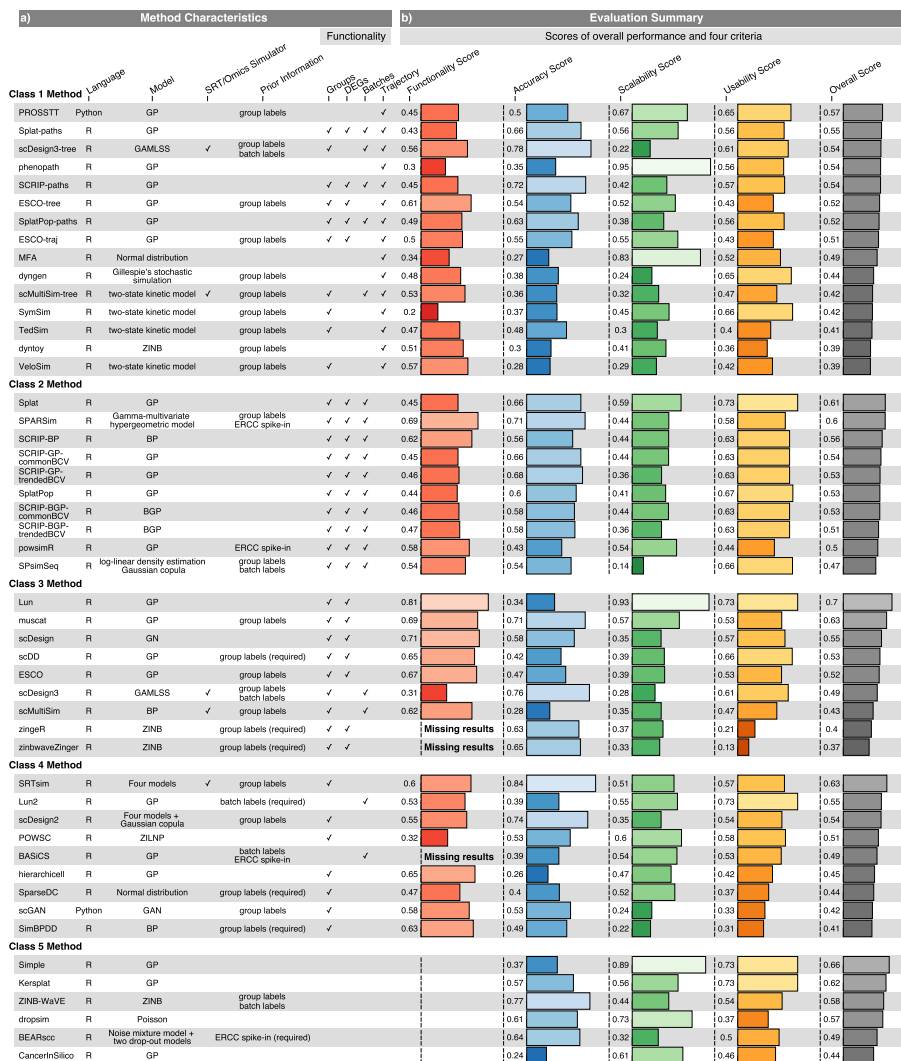 a) Method Characteristics b) Evaluation Summary
Functionality Scores of overall performance and four criteria
Language Model SRT/Omics Simulator Prior Information Groups DEGs Batches Trajectory Functionality Score Accuracy Score Scalability Score Usability Score Overall Score
Class 1 Method
PROSSTT Python GP group labels ✓ 0.45 0.5 0.67 0.65 0.57
Splat-paths R GP ✓ ✓ ✓ ✓ 0.43 0.66 0.56 0.56 0.55
scDesign3-tree R GAMLSS ✓ group labels batch labels ✓ ✓ ✓ 0.56 0.78 0.22 0.61 0.54
phenopath R GP ✓ 0.3 0.35 0.95 0.56 0.54
SCRIP-paths R GP ✓ ✓ ✓ ✓ 0.45 0.72 0.42 0.57 0.54
ESCO-tree R GP group labels ✓ ✓ ✓ 0.61 0.54 0.52 0.43 0.52
SplatPop-paths R GP ✓ ✓ ✓ ✓ 0.49 0.63 0.38 0.56 0.52
ESCO-traj R GP group labels ✓ ✓ ✓ 0.5 0.55 0.55 0.43 0.51
MFA R Normal distribution ✓ 0.34 0.27 0.83 0.52 0.49
dyngen R Gillespie's stochastic simulation group labels ✓ 0.48 0.38 0.24 0.65 0.44
scMultiSim-tree R two-state kinetic model ✓ group labels ✓ ✓ ✓ 0.53 0.36 0.32 0.47 0.42
SymSim R two-state kinetic model group labels ✓ ✓ 0.2 0.37 0.45 0.66 0.42
TedSim R two-state kinetic model group labels ✓ ✓ 0.47 0.48 0.3 0.4 0.41
dyntoy R ZINB group labels ✓ 0.51 0.3 0.41 0.36 0.39
VeloSim R two-state kinetic model group labels ✓ ✓ 0.57 0.28 0.29 0.42 0.39
Class 2 Method
Splat R GP ✓ ✓ ✓ 0.45 0.66 0.59 0.73 0.61
SPARSim R Gamma-multivariate hypergeometric model group labels ERCC spike-in ✓ ✓ ✓ 0.69 0.71 0.44 0.58 0.6
SCRIP-BP R BP ✓ ✓ ✓ 0.62 0.56 0.44 0.63 0.56
SCRIP-GP-commonBCV R GP ✓ ✓ ✓ 0.45 0.66 0.44 0.63 0.54
SCRIP-GP-trendedBCV R GP ✓ ✓ ✓ 0.46 0.68 0.36 0.63 0.53
SplatPop R GP ✓ ✓ ✓ 0.44 0.6 0.41 0.67 0.53
SCRIP-BGP-commonBCV R BGP ✓ ✓ ✓ 0.46 0.58 0.44 0.63 0.53
SCRIP-BGP-trendedBCV R BGP ✓ ✓ ✓ 0.47 0.58 0.36 0.63 0.51
powsimR R GP ERCC spike-in ✓ ✓ ✓ 0.58 0.43 0.54 0.44 0.5
SPsimSeq R log-linear density estimation Gaussian copula group labels batch labels ✓ ✓ ✓ 0.54 0.54 0.14 0.66 0.47
Class 3 Method
Lun R GP ✓ ✓ 0.81 0.34 0.93 0.73 0.7
muscat R GP group labels ✓ ✓ 0.69 0.71 0.57 0.53 0.63
scDesign R GN ✓ ✓ 0.71 0.58 0.35 0.57 0.55
scDD R GP group labels (required) ✓ ✓ 0.65 0.42 0.39 0.66 0.53
ESCO R GP group labels ✓ ✓ 0.67 0.47 0.39 0.53 0.52
scDesign3 R GAMLSS ✓ group labels batch labels ✓ ✓ 0.31 0.76 0.28 0.61 0.49
scMultiSim R BP ✓ group labels ✓ ✓ 0.62 0.28 0.35 0.47 0.43
zingeR R ZINB group labels (required) ✓ ✓ Missing results 0.63 0.37 0.21 0.4
zinbwaveZinger R ZINB group labels (required) ✓ ✓ Missing results 0.65 0.33 0.13 0.37
Class 4 Method
SRTsim R Four models ✓ group labels ✓ 0.6 0.84 0.51 0.57 0.63
Lun2 R GP batch labels (required) ✓ 0.53 0.39 0.55 0.73 0.55
scDesign2 R Four models + Gaussian copula group labels ✓ 0.55 0.74 0.35 0.54 0.54
POWSC R ZILNP group labels ✓ 0.32 0.53 0.6 0.58 0.51
BASiCS R GP batch labels ERCC spike-in ✓ Missing results 0.39 0.54 0.53 0.49
hierarchicell R GP ✓ 0.65 0.26 0.47 0.42 0.45
SparseDC R Normal distribution group labels (required) ✓ 0.47 0.4 0.52 0.37 0.44
scGAN Python GAN group labels ✓ 0.58 0.53 0.24 0.33 0.42
SimBPDD R BP group labels (required) ✓ 0.63 0.49 0.22 0.31 0.41
Class 5 Method
Simple R GP 0.37 0.89 0.73 0.66
Kersplat R GP 0.57 0.56 0.73 0.62
ZINB-WaVE R ZINB group labels batch labels 0.77 0.44 0.54 0.58
dropsim R Poisson 0.61 0.73 0.37 0.57
BEARscc R Noise mixture model + two drop-out models ERCC spike-in (required) 0.64 0.32 0.5 0.49
CancerInSilico R GP 0.24 0.61 0.46 0.44